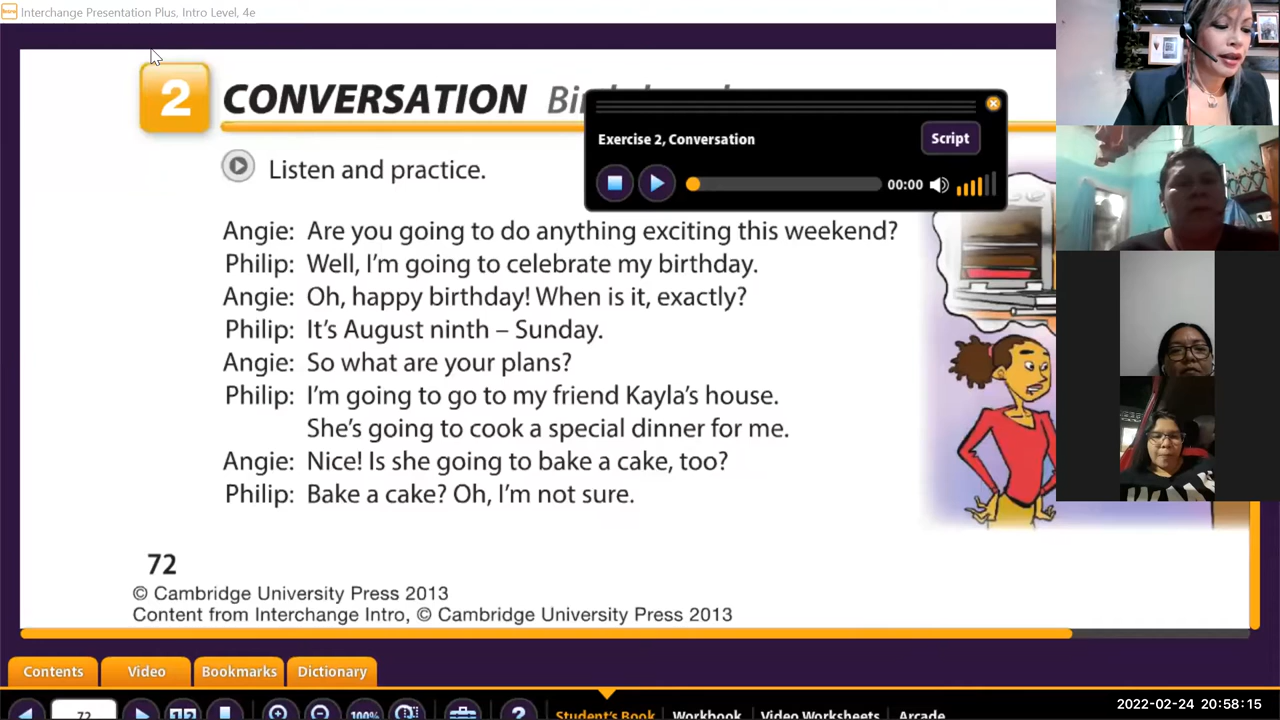 Interchange Presentation Plus, Intro Level, 4e
2 CONVERSATION
Exercise 2, Conversation
Script
00:00
Listen and practice.
Angie: Are you going to do anything exciting this weekend?
Philip: Well, I'm going to celebrate my birthday.
Angie: Oh, happy birthday! When is it, exactly?
Philip: It's August ninth – Sunday.
Angie: So what are your plans?
Philip: I'm going to go to my friend Kayla's house.
She's going to cook a special dinner for me.
Angie: Nice! Is she going to bake a cake, too?
Philip: Bake a cake? Oh, I'm not sure.
72
© Cambridge University Press 2013
Content from Interchange Intro, © Cambridge University Press 2013
Contents Video Bookmarks Dictionary
72 100% ? Student's Book Workbook Video Worksheets Arcade
2022-02-24 20:58:15